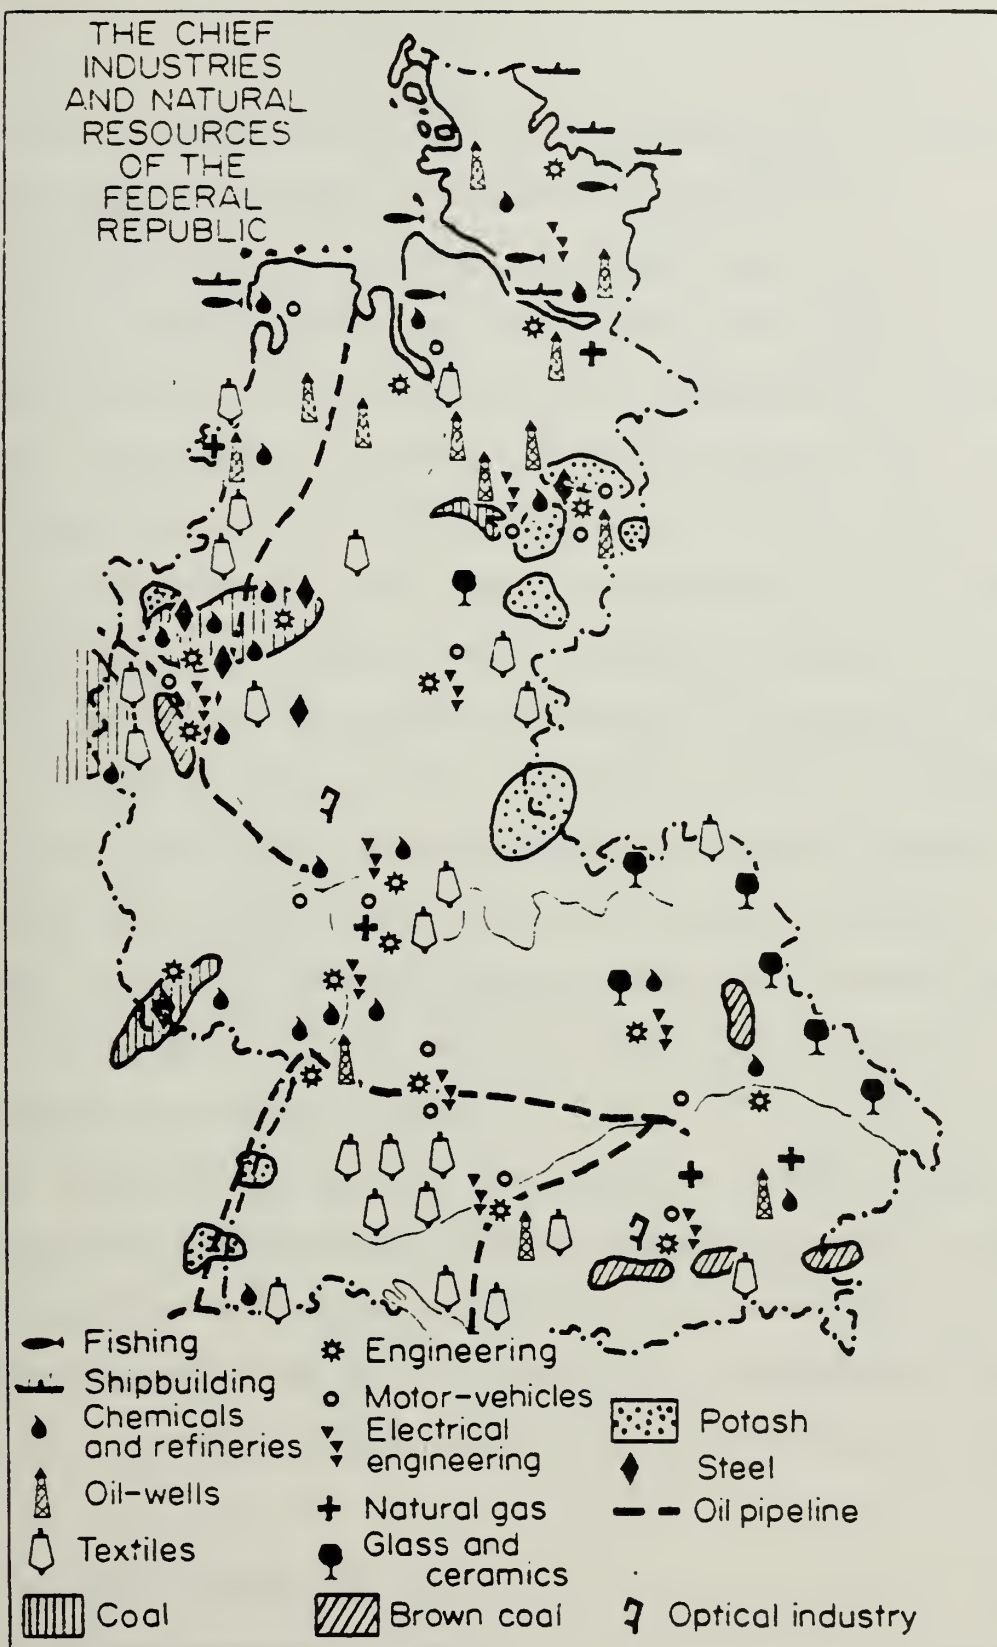 THE CHIEF
INDUSTRIES
AND NATURAL
RESOURCES
OF THE
FEDERAL
REPUBLIC
Fishing
Shipbuilding
Chemicals
and refineries
Oil-wells
Textiles
Coal
Engineering
Motor-vehicles
Electrical
engineering
Natural gas
Glass and
ceramics
Brown coal
Potash
Steel
Oil pipeline
Optical industry